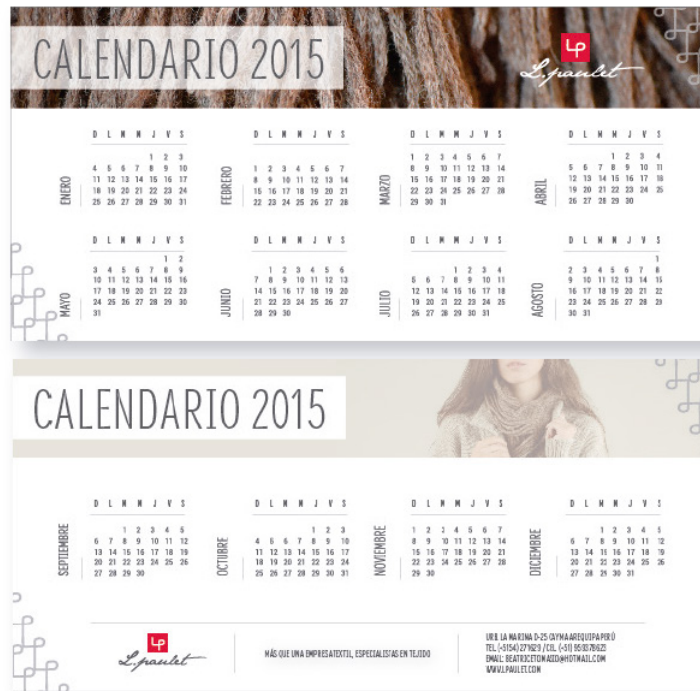 CALENDARIO 2015
LP
L.paulet
ENERO
D L M M J V S
1 2 3
4 5 6 7 8 9 10
11 12 13 14 15 16 17
18 19 20 21 22 23 24
25 26 27 28 29 30 31
FEBRERO
D L M M J V S
1 2 3 4 5 6 7
8 9 10 11 12 13 14
15 16 17 18 19 20 21
22 23 24 25 26 27 28
MARZO
D L M M J V S
1 2 3 4 5 6 7
8 9 10 11 12 13 14
15 16 17 18 19 20 21
22 23 24 25 26 27 28
29 30 31
ABRIL
D L M M J V S
1 2 3 4
5 6 7 8 9 10 11
12 13 14 15 16 17 18
19 20 21 22 23 24 25
26 27 28 29 30
MAYO
D L M M J V S
1 2
3 4 5 6 7 8 9
10 11 12 13 14 15 16
17 18 19 20 21 22 23
24 25 26 27 28 29 30
31
JUNIO
D L M M J V S
1 2 3 4 5 6
7 8 9 10 11 12 13
14 15 16 17 18 19 20
21 22 23 24 25 26 27
28 29 30
JULIO
D L M M J V S
1 2 3 4
5 6 7 8 9 10 11
12 13 14 15 16 17 18
19 20 21 22 23 24 25
26 27 28 29 30 31
AGOSTO
D L M M J V S
1
2 3 4 5 6 7 8
9 10 11 12 13 14 15
16 17 18 19 20 21 22
23 24 25 26 27 28 29
30 31
CALENDARIO 2015
SEPTIEMBRE
D L M M J V S
1 2 3 4 5
6 7 8 9 10 11 12
13 14 15 16 17 18 19
20 21 22 23 24 25 26
27 28 29 30
OCTUBRE
D L M M J V S
1 2 3
4 5 6 7 8 9 10
11 12 13 14 15 16 17
18 19 20 21 22 23 24
25 26 27 28 29 30 31
NOVIEMBRE
D L M M J V S
1 2 3 4 5 6 7
8 9 10 11 12 13 14
15 16 17 18 19 20 21
22 23 24 25 26 27 28
29 30
DICIEMBRE
D L M M J V S
1 2 3 4 5
6 7 8 9 10 11 12
13 14 15 16 17 18 19
20 21 22 23 24 25 26
27 28 29 30 31
LP
L.paulet
MÁS QUE UNA EMPRESA TEXTIL, ESPECIALISTAS EN TEJIDO
URB. LA MARINA D-25 CAYMA AREQUIPA PERÚ
TEL (+5154) 271629 / CEL. (+51) 959378623
EMAIL:
WWW.LPAULET.COM